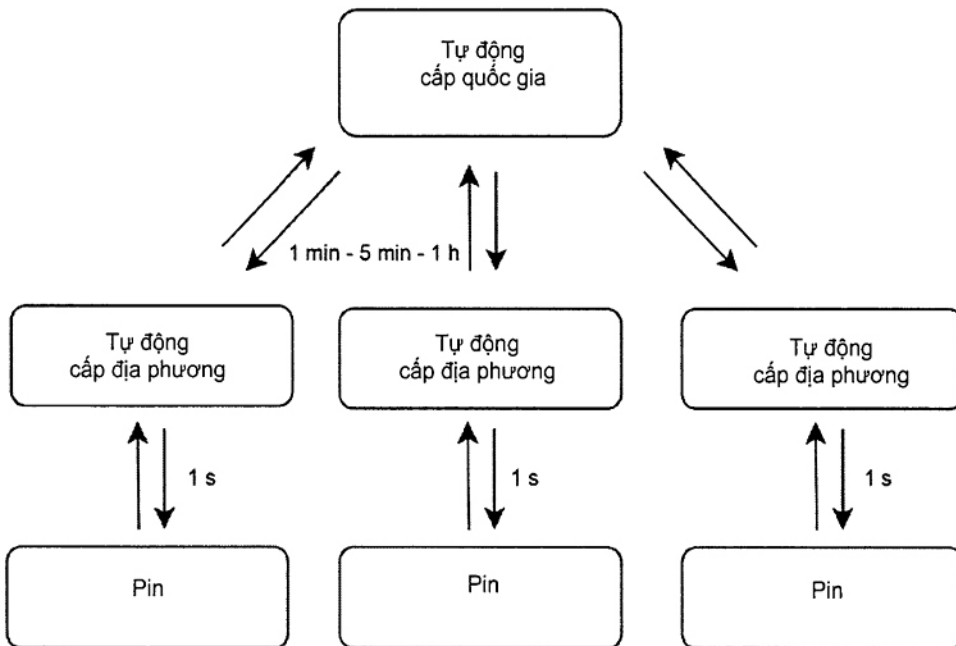 Tự động
cấp quốc gia
1 min - 5 min - 1 h
Tự động
cấp địa phương
Tự động
cấp địa phương
Tự động
cấp địa phương
1 s
1 s
1 s
Pin
Pin
Pin